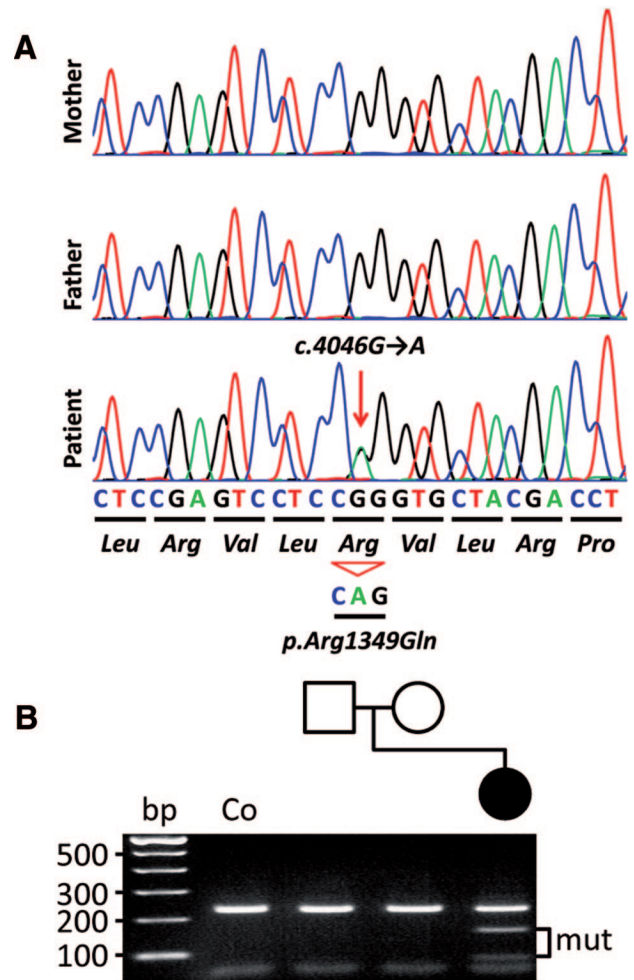 A
Mother
Father
c.4046G→A
Patient
CTCCGAGTCCTCCGGGTGCTACGACCT
Leu Arg Val Leu Arg Val Leu Arg Pro
CAG
p.Arg1349Gln
B
bp Co
500
300
200
100
mut